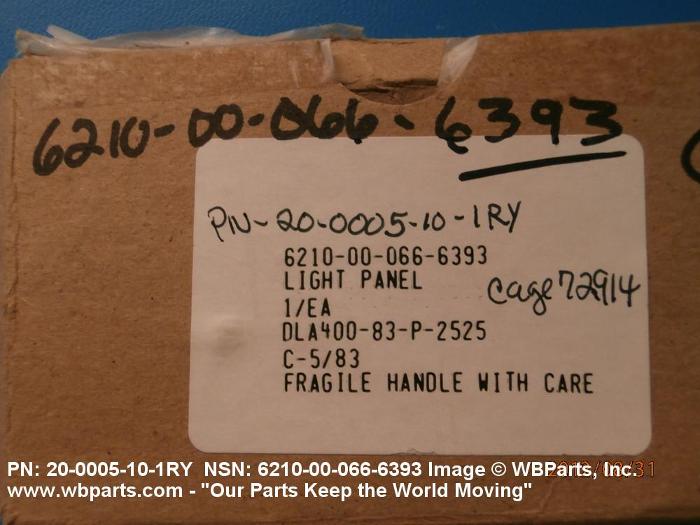 6210-00-066-6393
PN-20-0005-10-1RY
6210-00-066-6393
LIGHT PANEL
cage 72914
1/EA
DLA400-83-P-2525
C-5/83
FRAGILE HANDLE WITH CARE
PN: 20-0005-10-1RY NSN: 6210-00-066-6393 Image © WBParts, Inc.
www.wbparts.com - "Our Parts Keep the World Moving"